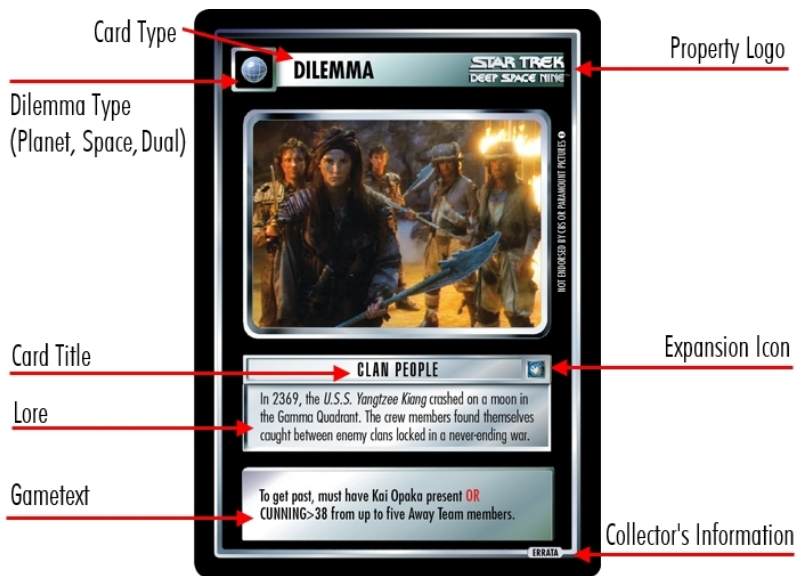 Card Type
Property Logo
Dilemma Type
(Planet, Space, Dual)
DILEMMA
STAR TREK
DEEP SPACE NINE
NOT ENDORSED BY CBS OR PARAMOUNT PICTURES
Card Title
CLAN PEOPLE
Expansion Icon
Lore
In 2369, the U.S.S. Yangtzee Kiang crashed on a moon in
the Gamma Quadrant. The crew members found themselves
caught between enemy clans locked in a never-ending war.
Gametext
To get past, must have Kai Opaka present OR
CUNNING>38 from up to five Away Team members.
Collector's Information
ERRATA